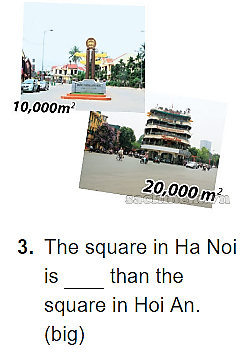 10,000m²
20,000 m²
3. The square in Ha Noi
is ____ than the
square in Hoi An.
(big)